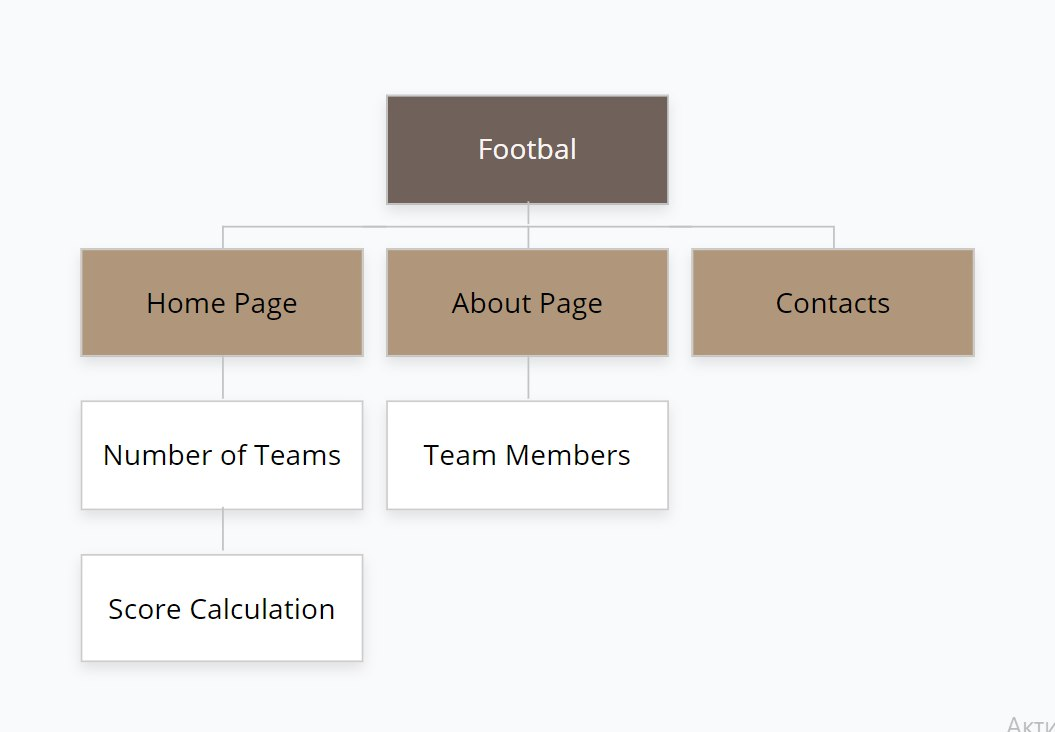 Footbal
Home Page
About Page
Contacts
Number of Teams
Team Members
Score Calculation